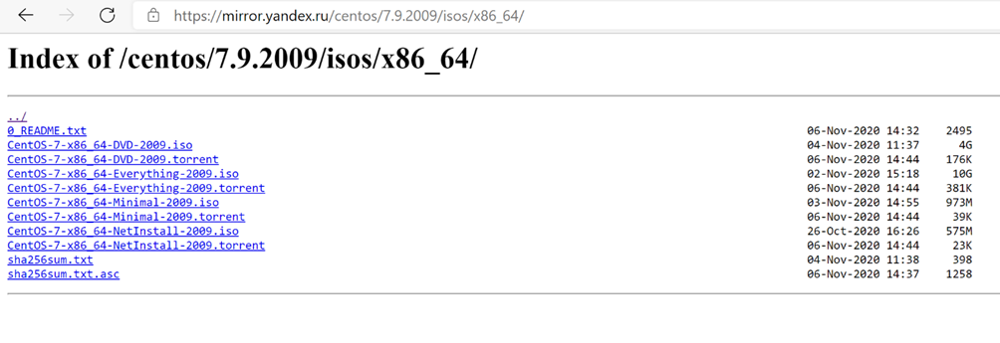 https://mirror.yandex.ru/centos/7.9.2009/isos/x86_64/
Index of /centos/7.9.2009/isos/x86_64/
../
0_README.txt 06-Nov-2020 14:32 2495
CentOS-7-x86_64-DVD-2009.iso 04-Nov-2020 11:37 4G
CentOS-7-x86_64-DVD-2009.torrent 06-Nov-2020 14:44 176K
CentOS-7-x86_64-Everything-2009.iso 02-Nov-2020 15:18 10G
CentOS-7-x86_64-Everything-2009.torrent 06-Nov-2020 14:44 381K
CentOS-7-x86_64-Minimal-2009.iso 03-Nov-2020 14:55 973M
CentOS-7-x86_64-Minimal-2009.torrent 06-Nov-2020 14:44 39K
CentOS-7-x86_64-NetInstall-2009.iso 26-Oct-2020 16:26 575M
CentOS-7-x86_64-NetInstall-2009.torrent 06-Nov-2020 14:44 23K
sha256sum.txt 04-Nov-2020 11:38 398
sha256sum.txt.asc 06-Nov-2020 14:37 1258